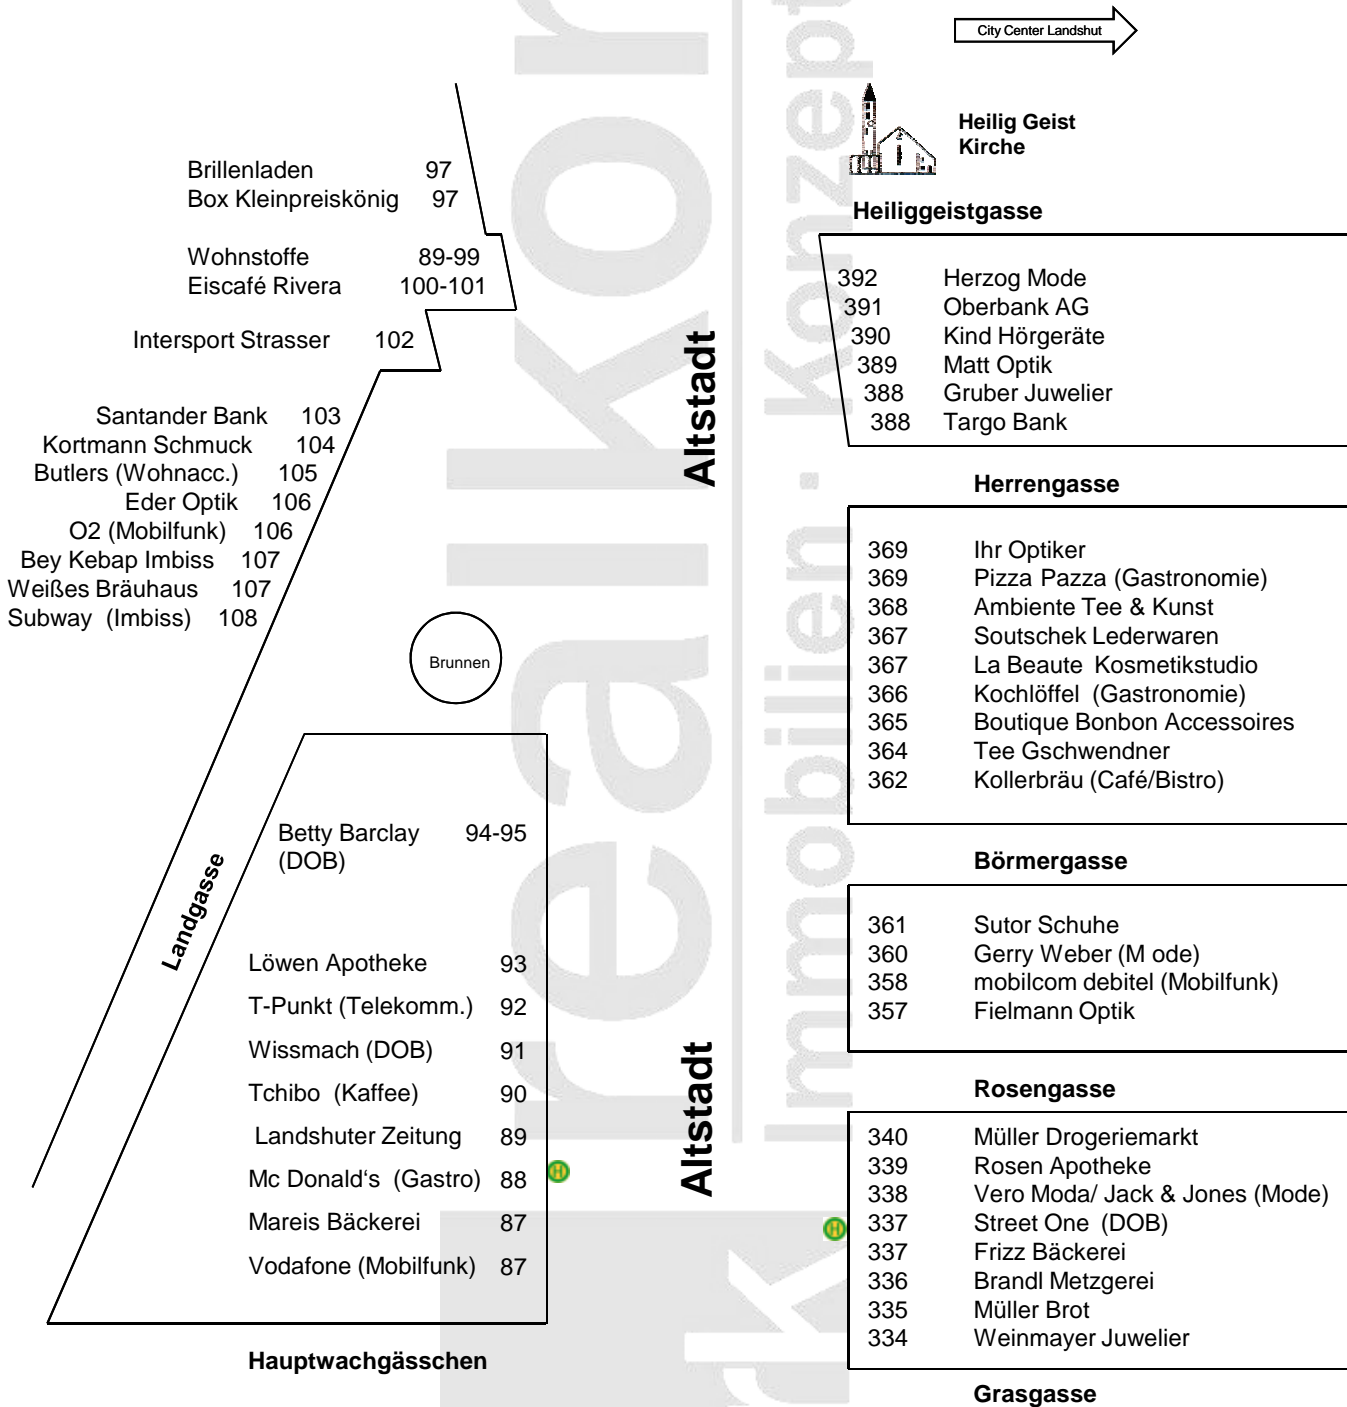 City Center Landshut
Heilig Geist
Kirche
Brillenladen 97
Box Kleinpreiskönig 97
Wohnstoffe 89-99
Eiscafé Rivera 100-101
Intersport Strasser 102
Santander Bank 103
Kortmann Schmuck 104
Butlers (Wohnacc.) 105
Eder Optik 106
O2 (Mobilfunk) 106
Bey Kebap Imbiss 107
Weißes Bräuhaus 107
Subway (Imbiss) 108
Brunnen
Landgasse
Betty Barclay 94-95
(DOB)
Löwen Apotheke 93
T-Punkt (Telekomm.) 92
Wissmach (DOB) 91
Tchibo (Kaffee) 90
Landshuter Zeitung 89
Mc Donald‘s (Gastro) 88
H
Mareis Bäckerei 87
Vodafone (Mobilfunk) 87
Hauptwachgässchen
Altstadt
Altstadt
realkon
Immobilien · Konzept
rk
Heiliggeistgasse
392 Herzog Mode
391 Oberbank AG
390 Kind Hörgeräte
389 Matt Optik
388 Gruber Juwelier
388 Targo Bank
Herrengasse
369 Ihr Optiker
369 Pizza Pazza (Gastronomie)
368 Ambiente Tee & Kunst
367 Soutschek Lederwaren
367 La Beaute Kosmetikstudio
366 Kochlöffel (Gastronomie)
365 Boutique Bonbon Accessoires
364 Tee Gschwendner
362 Kollerbräu (Café/Bistro)
Börmergasse
361 Sutor Schuhe
360 Gerry Weber (M ode)
358 mobilcom debitel (Mobilfunk)
357 Fielmann Optik
Rosengasse
340 Müller Drogeriemarkt
339 Rosen Apotheke
338 Vero Moda/ Jack & Jones (Mode)
H
337 Street One (DOB)
337 Frizz Bäckerei
336 Brandl Metzgerei
335 Müller Brot
334 Weinmayer Juwelier
Grasgasse